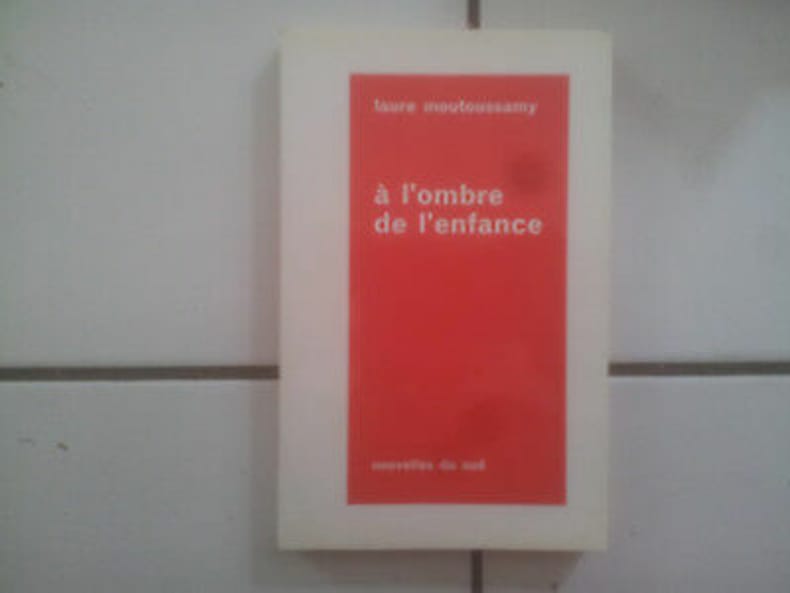 laure moutoussamy
à l'ombre
de l'enfance
nouvelles du sud